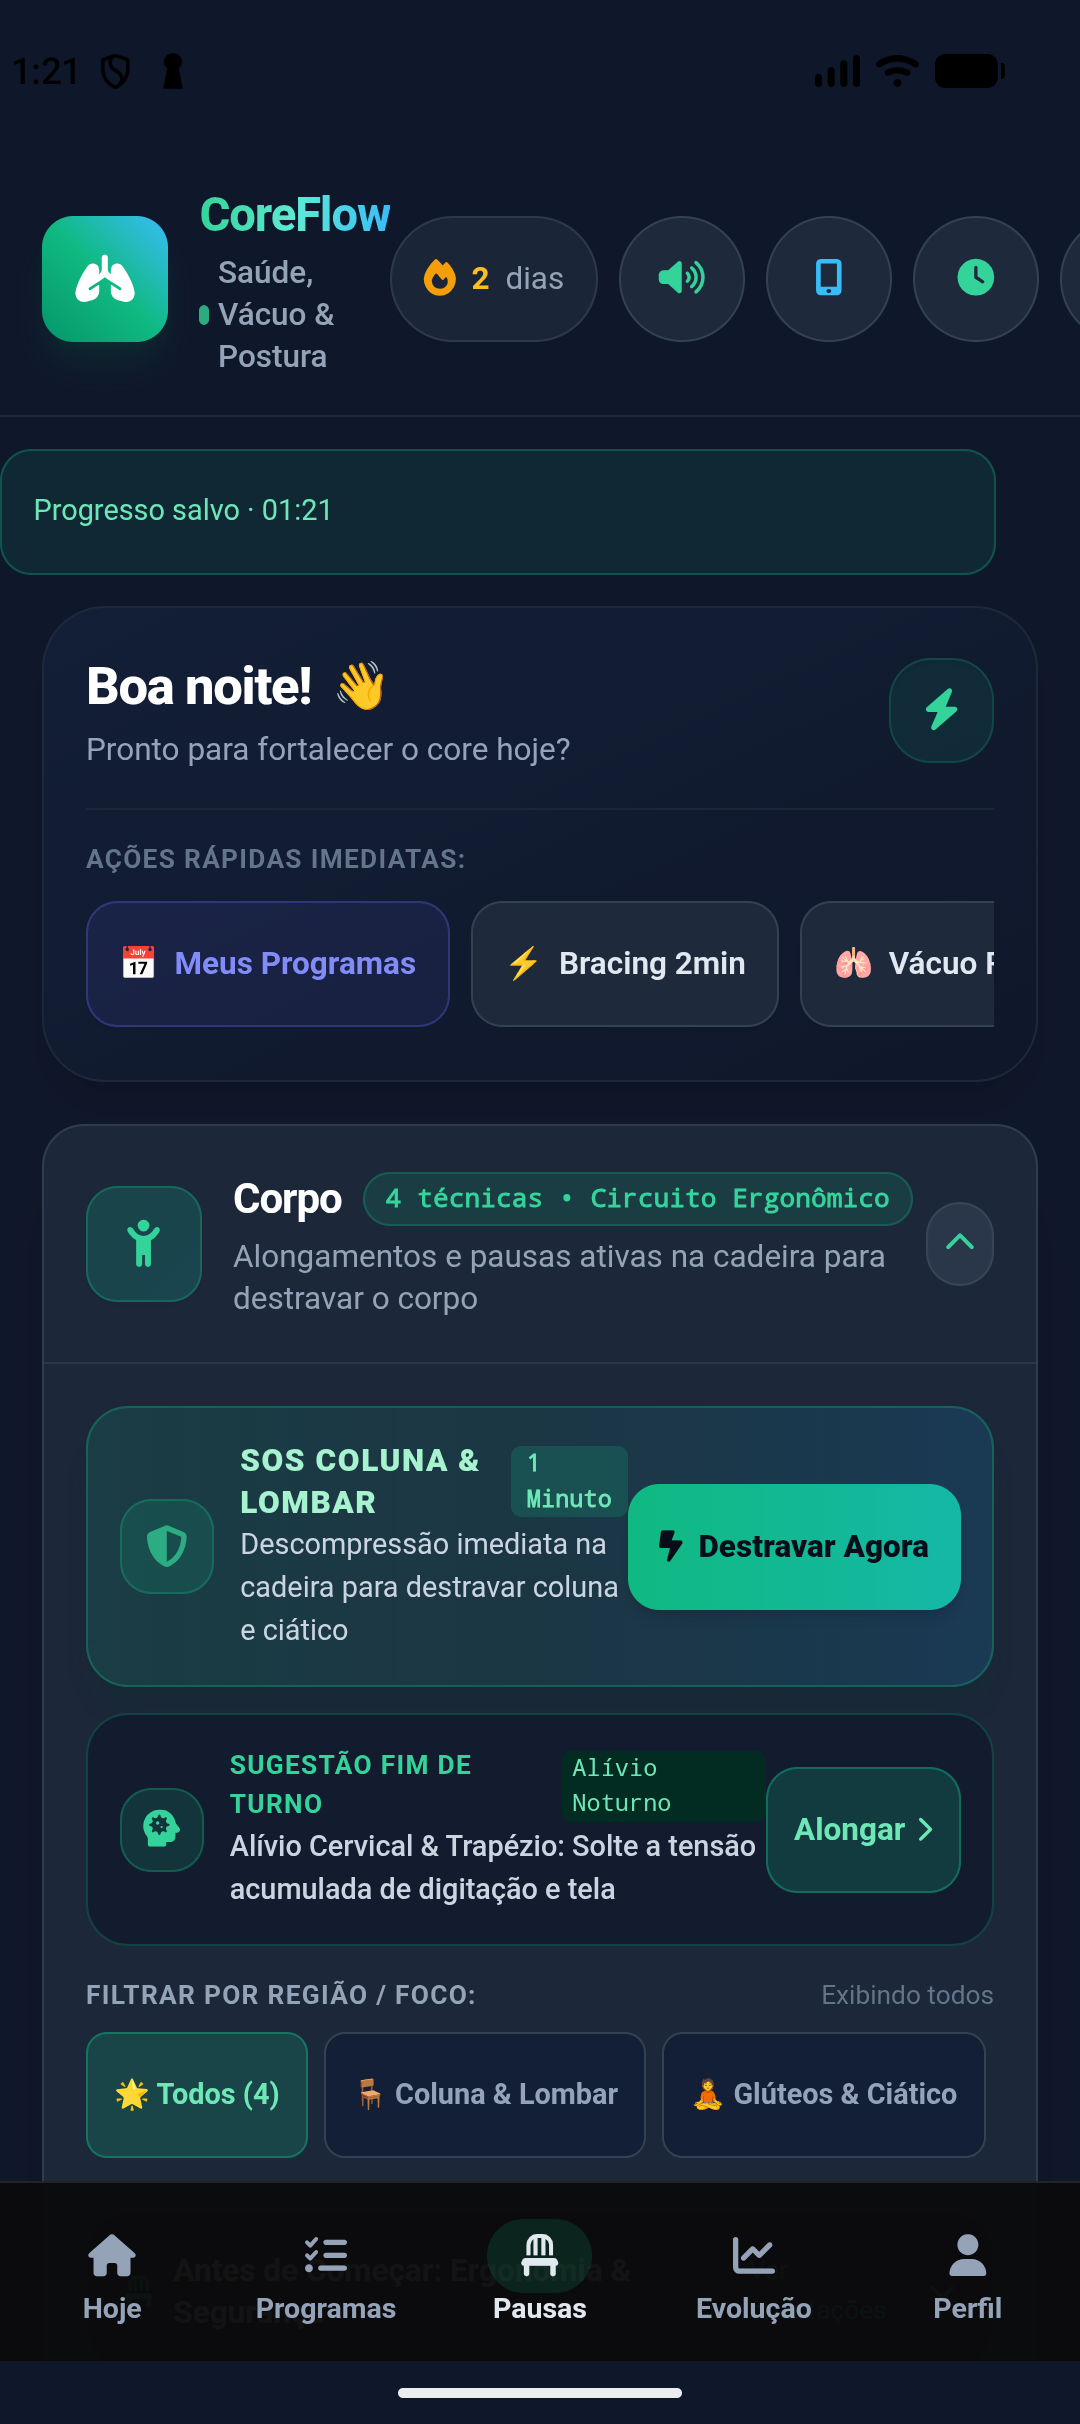 1:21
CoreFlow
Saúde,
Vácuo &
Postura
2 dias
Progresso salvo · 01:21
Boa noite! 👋
Pronto para fortalecer o core hoje?
AÇÕES RÁPIDAS IMEDIATAS:
📅 Meus Programas
⚡ Bracing 2min
🫁 Vácuo
Corpo
4 técnicas • Circuito Ergonômico
Alongamentos e pausas ativas na cadeira para
destravar o corpo
SOS COLUNA &
LOMBAR
1
Minuto
Descompressão imediata na
cadeira para destravar coluna
e ciático
Destravar Agora
SUGESTÃO FIM DE
TURNO
Alívio
Noturno
Alívio Cervical & Trapézio: Solte a tensão
acumulada de digitação e tela
Alongar
FILTRAR POR REGIÃO / FOCO:
Exibindo todos
🌟 Todos (4)
🪑 Coluna & Lombar
🧘 Glúteos & Ciático
Antes de Começar: Ergonomia &
Hoje
Programas
Pausas
Evolução
Perfil